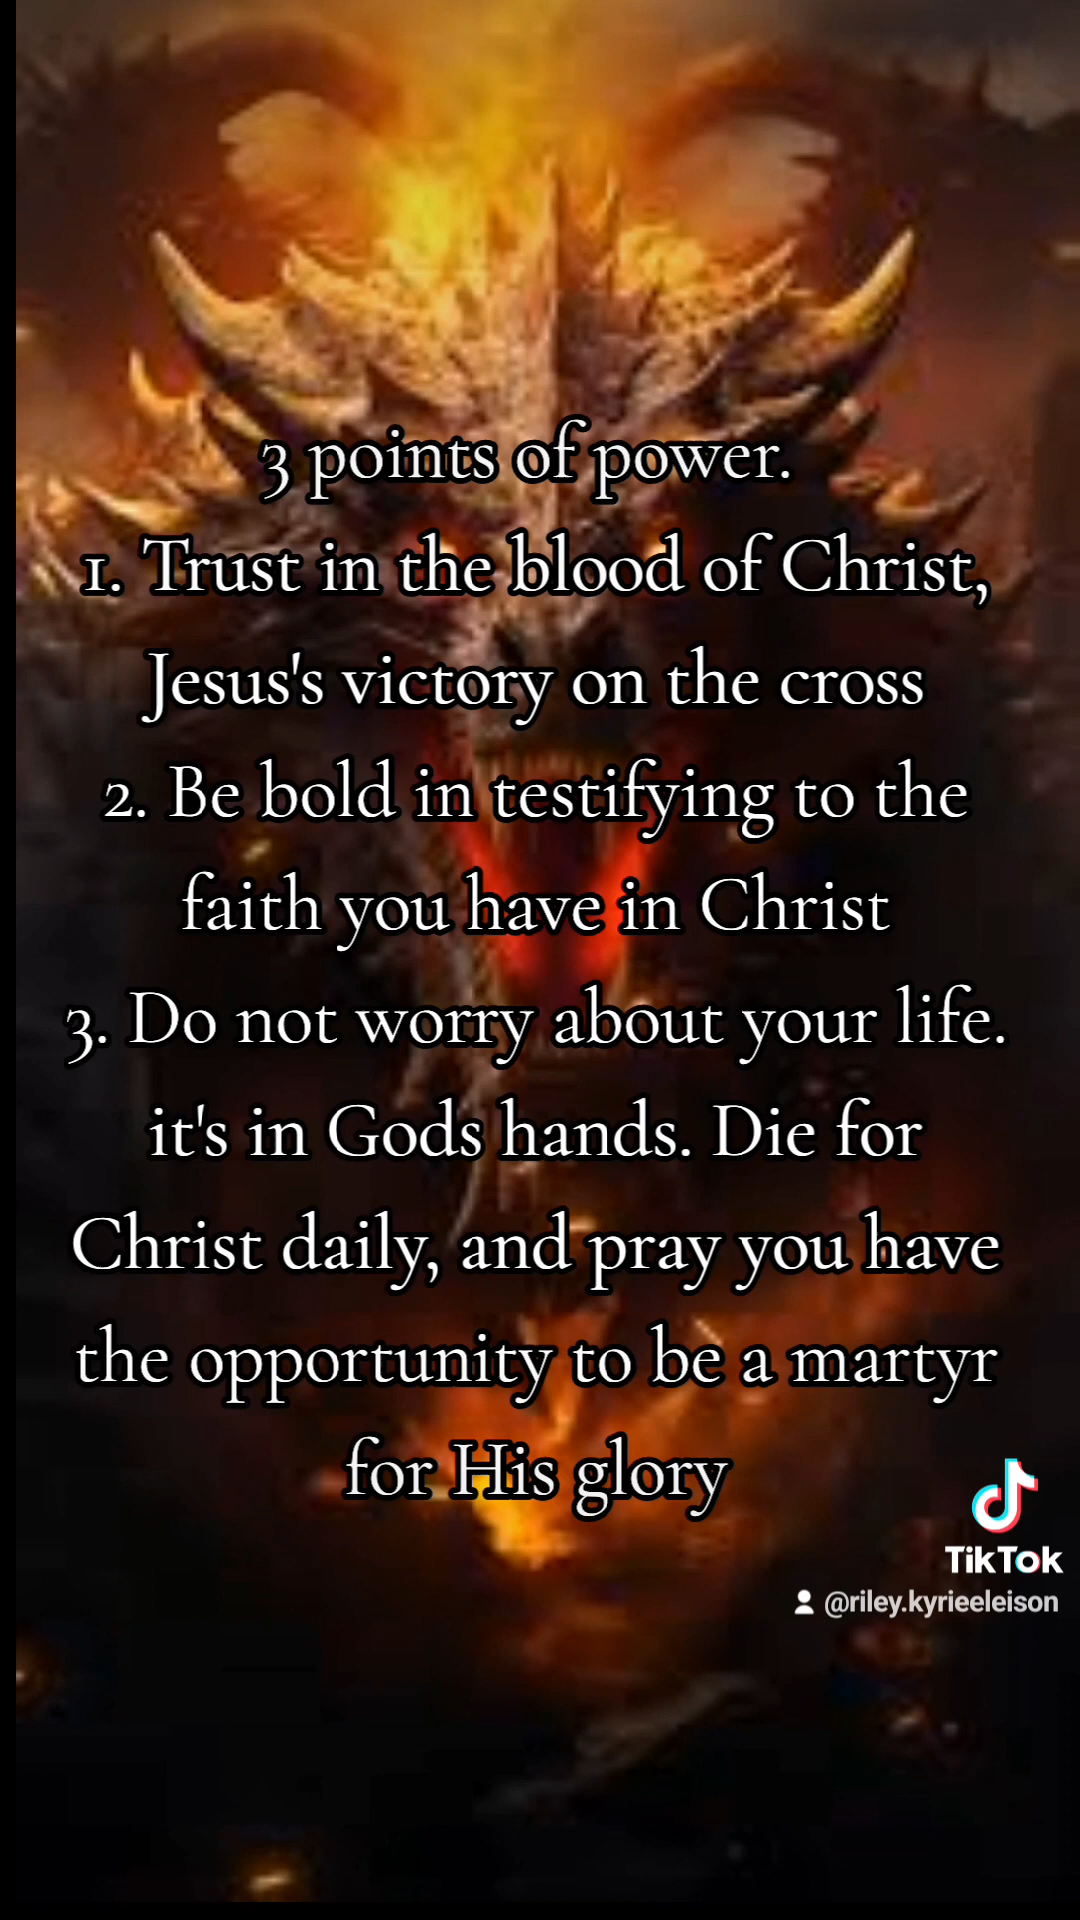 3 points of power.
1. Trust in the blood of Christ,
Jesus's victory on the cross
2. Be bold in testifying to the
faith you have in Christ
3. Do not worry about your life.
it's in Gods hands. Die for
Christ daily, and pray you have
the opportunity to be a martyr
for His glory
TikTok
@riley.kyrieeleison